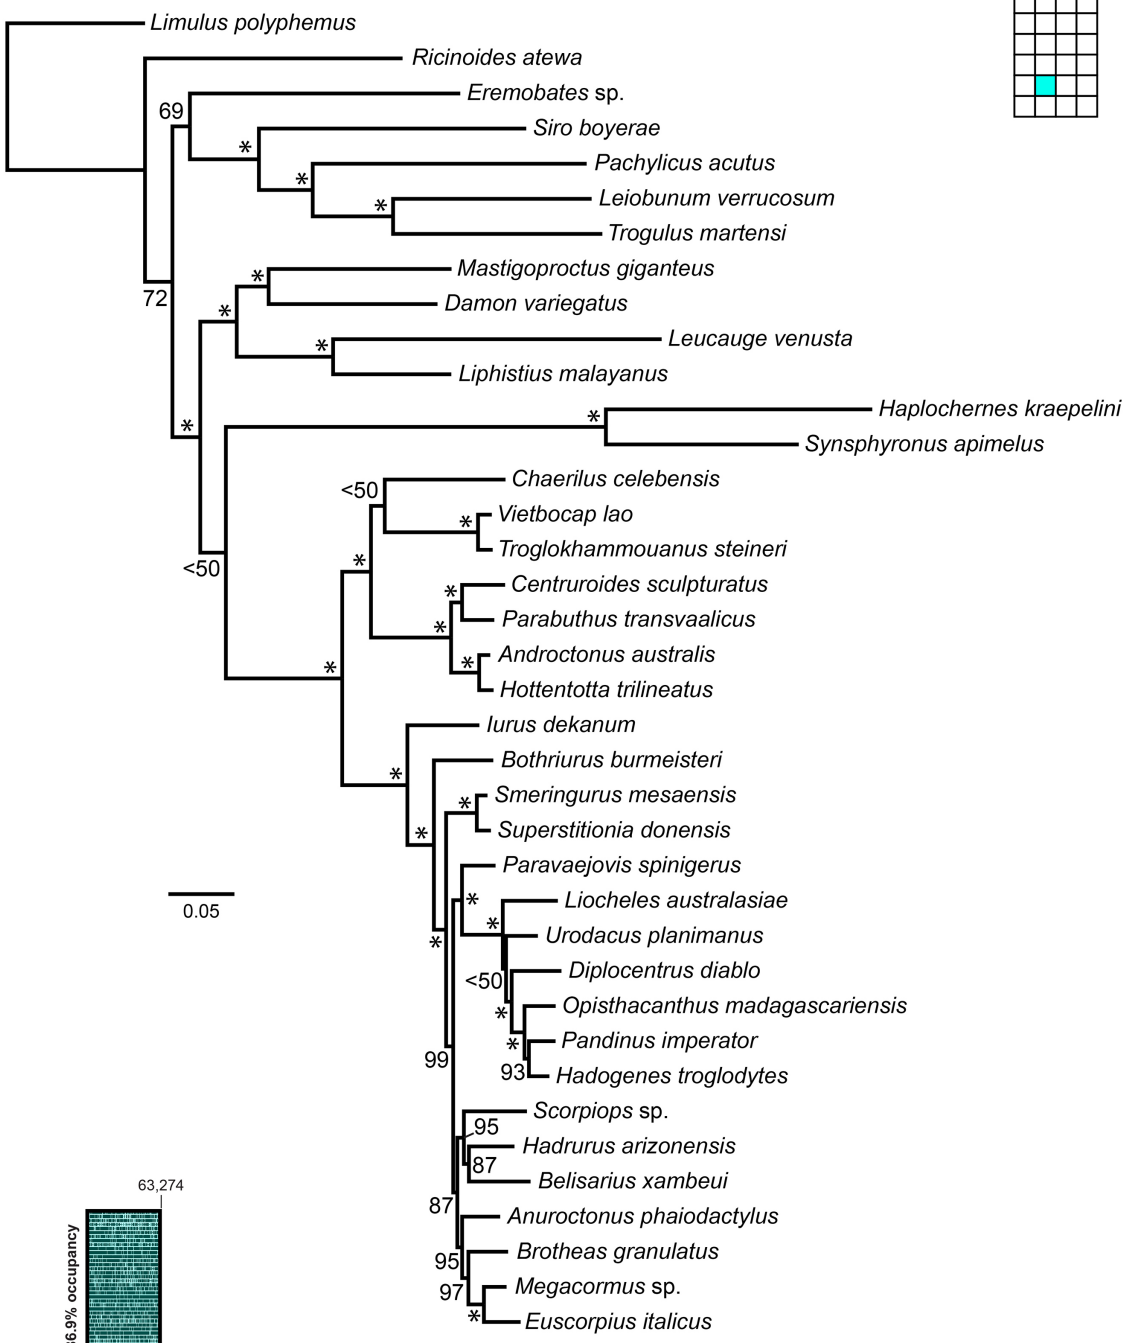 Limulus polyphemus
Ricinoides atewa
Eremobates sp.
69
Siro boyerae
*
Pachylicus acutus
*
Leiobunum verrucosum
*
Trogulus martensi
Mastigoproctus giganteus
*
72
Damon variegatus
*
Leucauge venusta
*
Liphistius malayanus
Haplochernes kraepelini
*
*
Synsphyronus apimelus
Chaerilus celebensis
<50
Vietbocap lao
*
Troglokhammouanus steineri
*
<50
Centruroides sculpturatus
*
Parabuthus transvaalicus
*
Androctonus australis
*
*
Hottentotta trilineatus
Iurus dekanum
Bothriurus burmeisteri
*
Smeringurus mesaensis
*
Superstitionia donensis
*
Paravaejovis spinigerus
*
Liocheles australasiae
0.05
*
Urodacus planimanus
*
Diplocentrus diablo
<50
Opisthacanthus madagascariensis
*
Pandinus imperator
*
99
93
Hadogenes troglodytes
Scorpiops sp.
95
Hadrurus arizonensis
87
Belisarius xambeui
63,274
87
Anuroctonus phaiodactylus
Brotheas granulatus
95
Megacormus sp.
97
*
Euscorpius italicus
6.9% occupancy